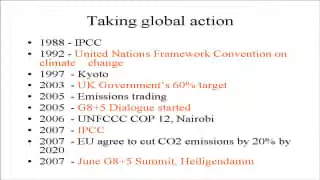 Taking global action
• 1988 - IPCC
• 1992 - United Nations Framework Convention on
climate change
• 1997 - Kyoto
• 2003 - UK Government's 60% target
• 2005 - Emissions trading
• 2005 - G8+5 Dialogue started
• 2006 - UNFCCC COP 12, Nairobi
• 2007 - IPCC
• 2007 - EU agree to cut CO2 emissions by 20% by
2020
• 2007 - June G8+5 Summit, Heiligendamm